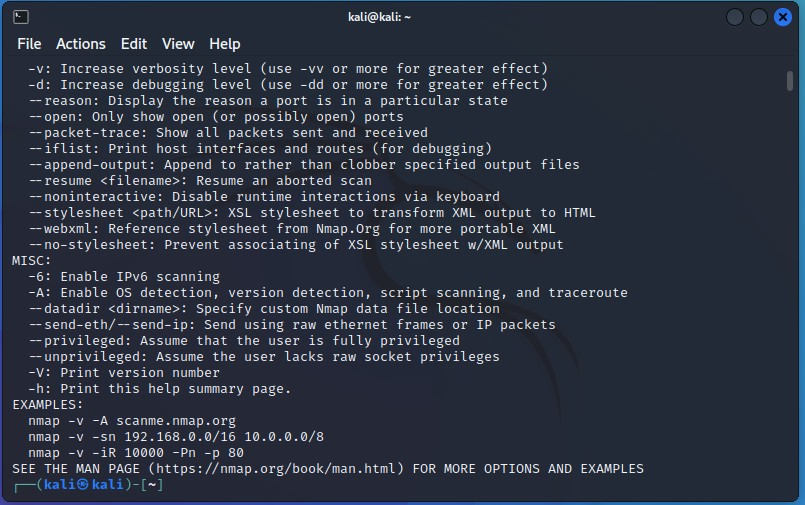 kali@kali: ~
File Actions Edit View Help
-v: Increase verbosity level (use -vv or more for greater effect)
-d: Increase debugging level (use -dd or more for greater effect)
--reason: Display the reason a port is in a particular state
--open: Only show open (or possibly open) ports
--packet-trace: Show all packets sent and received
--iflist: Print host interfaces and routes (for debugging)
--append-output: Append to rather than clobber specified output files
--resume <filename>: Resume an aborted scan
--noninteractive: Disable runtime interactions via keyboard
--stylesheet <path/URL>: XSL stylesheet to transform XML output to HTML
--webxml: Reference stylesheet from Nmap.Org for more portable XML
--no-stylesheet: Prevent associating of XSL stylesheet w/XML output
MISC:
-6: Enable IPv6 scanning
-A: Enable OS detection, version detection, script scanning, and traceroute
--datadir <dirname>: Specify custom Nmap data file location
--send-eth/--send-ip: Send using raw ethernet frames or IP packets
--privileged: Assume that the user is fully privileged
--unprivileged: Assume the user lacks raw socket privileges
-V: Print version number
-h: Print this help summary page.
EXAMPLES:
nmap -v -A scanme.nmap.org
nmap -v -sn 192.168.0.0/16 10.0.0.0/8
nmap -v -iR 10000 -Pn -p 80
SEE THE MAN PAGE (https://nmap.org/book/man.html) FOR MORE OPTIONS AND EXAMPLES
┌──(kali㉿kali)-[~]